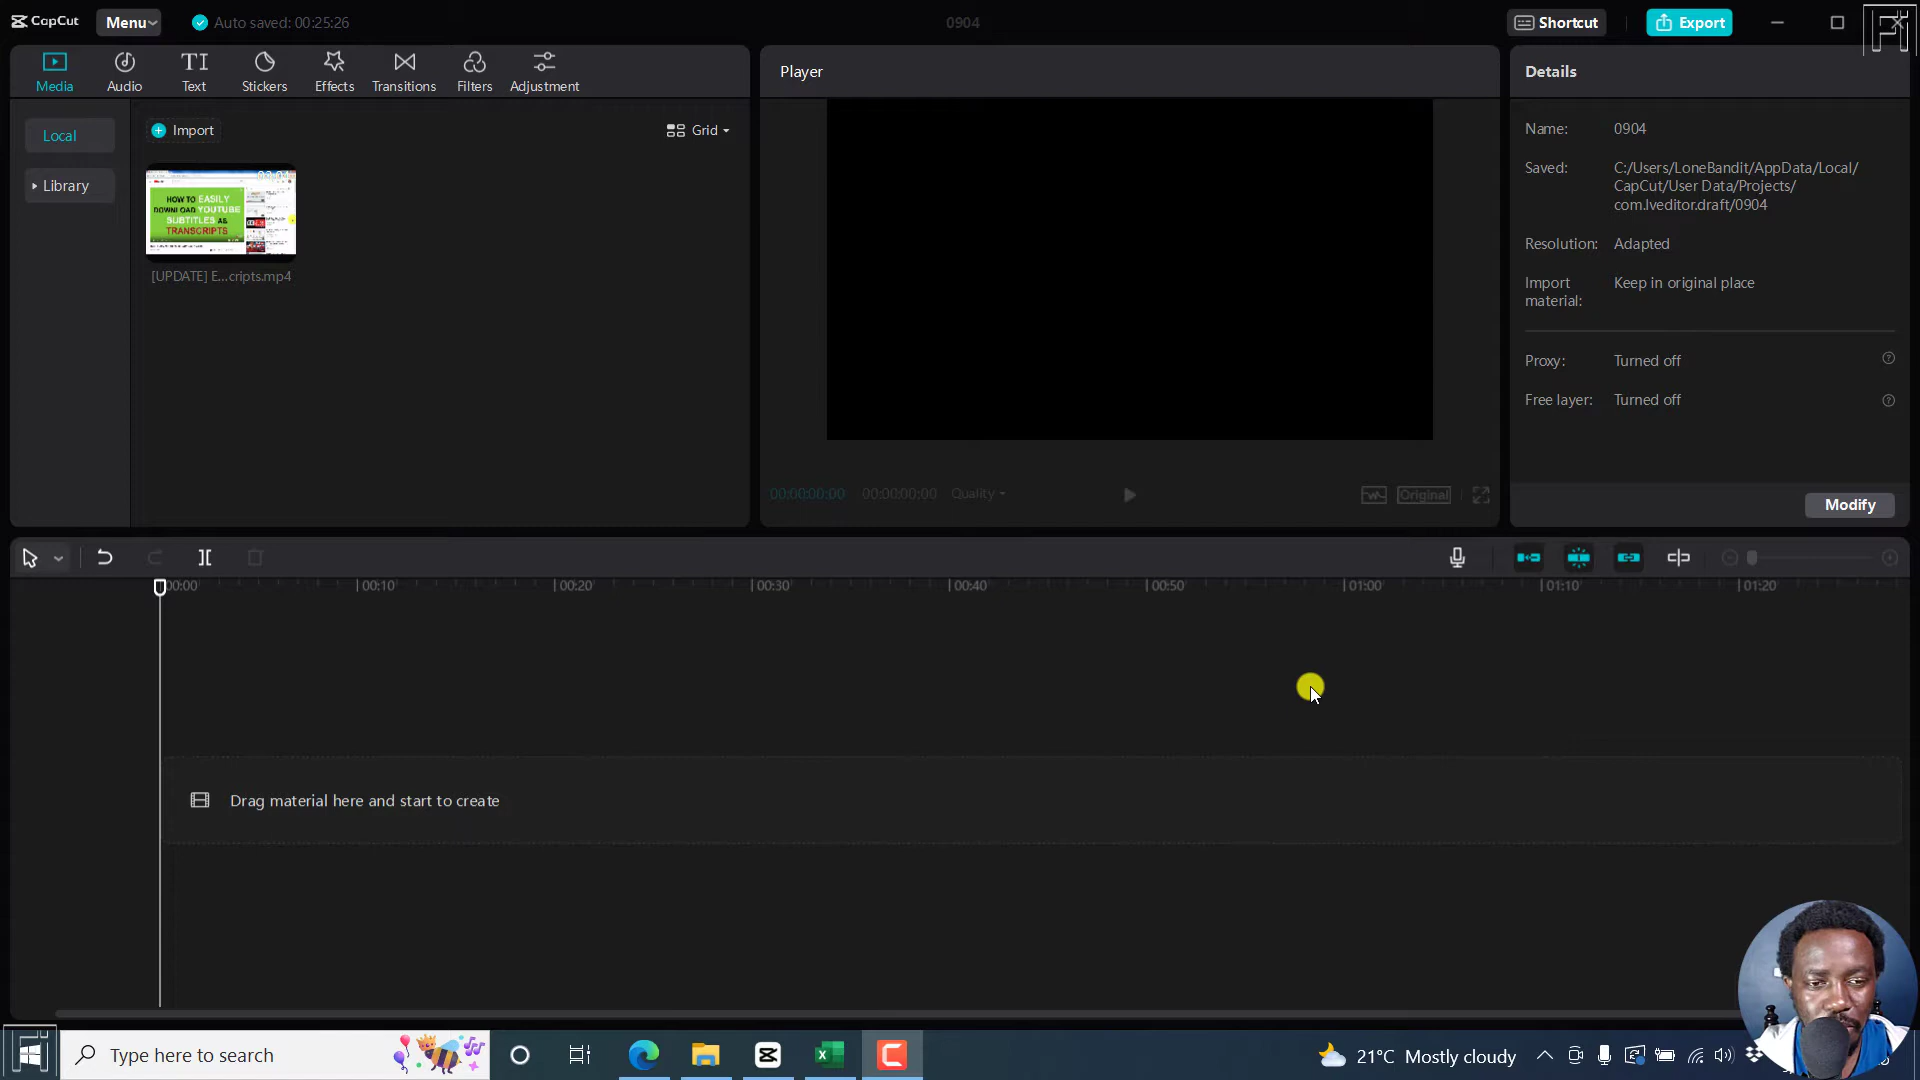 CapCut Menu Auto saved: 00:25:26 0904 Shortcut Export
Media Audio Text Stickers Effects Transitions Filters Adjustment
Player
Details
Local
Library
Import
Grid
HOW TO EASILY
DOWNLOAD YOUTUBE
SUBTITLES AS
TRANSCRIPTS
[UPDATE] E...cripts.mp4
Name: 0904
Saved: C:/Users/LoneBandit/AppData/Local/
CapCut/User Data/Projects/
com.lveditor.draft/0904
Resolution: Adapted
Import Keep in original place
material:
Proxy: Turned off
Free layer: Turned off
00:00:00:00 00:00:00:00 Quality Original
Modify
00:00 00:10 00:20 00:30 00:40 00:50 01:00 01:10 01:20
Drag material here and start to create
Type here to search
21°C Mostly cloudy